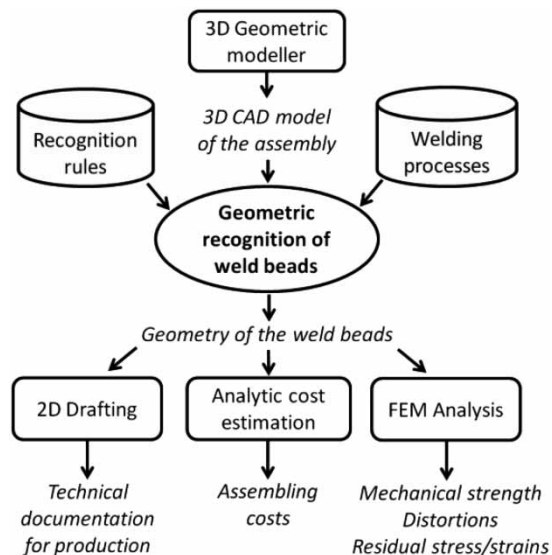 3D Geometric
modeller
3D CAD model
of the assembly
Recognition
rules
Welding
processes
Geometric
recognition of
weld beads
Geometry of the weld beads
2D Drafting
Analytic cost
estimation
FEM Analysis
Technical
documentation
for production
Assembling
costs
Mechanical strength
Distortions
Residual stress/strains